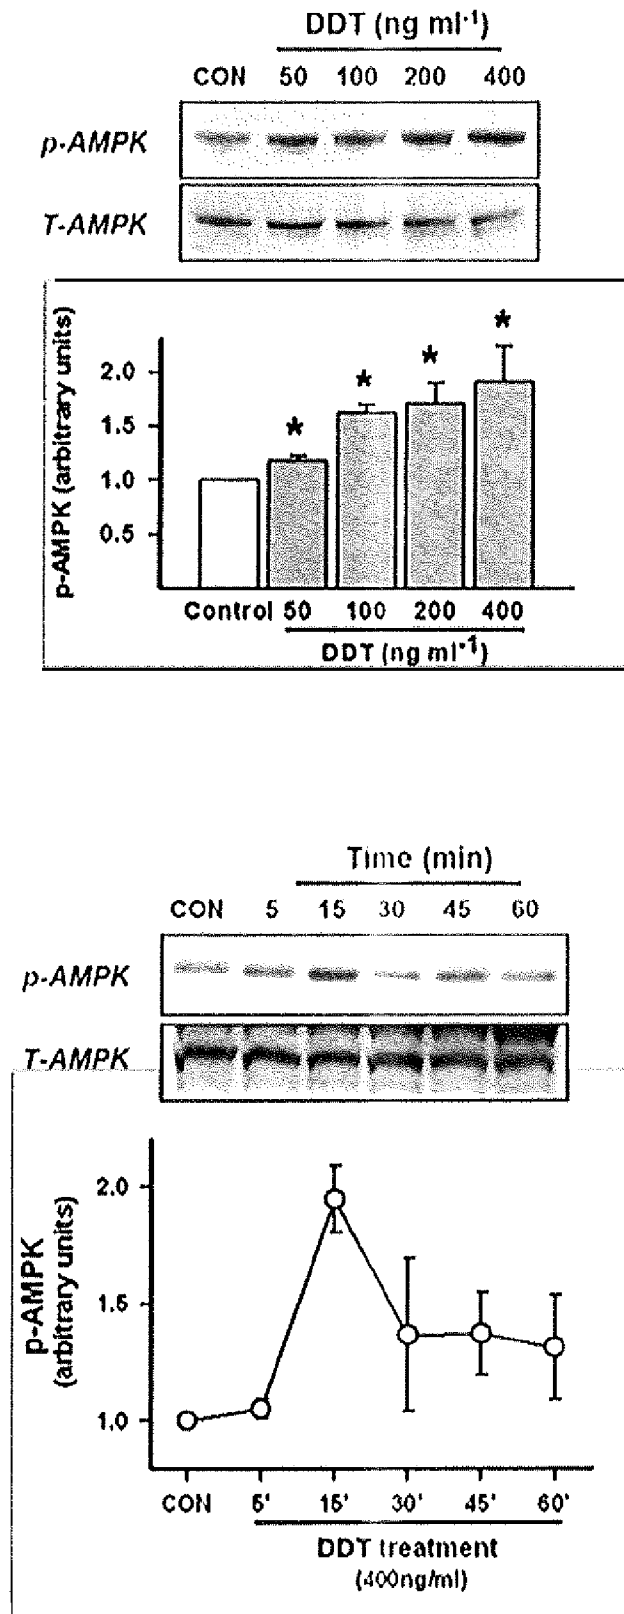 DDT (ng ml-1)
CON 50 100 200 400
p-AMPK
T-AMPK
p-AMPK (arbitrary units)
2.0
1.5
1.0
0.5
* * * *
Control 50 100 200 400
DDT (ng ml-1)
Time (min)
CON 5 15 30 45 60
p-AMPK
T-AMPK
p-AMPK
(arbitrary units)
2.0
1.5
1.0
CON 5' 15' 30' 45' 60'
DDT treatment
(400ng/ml)